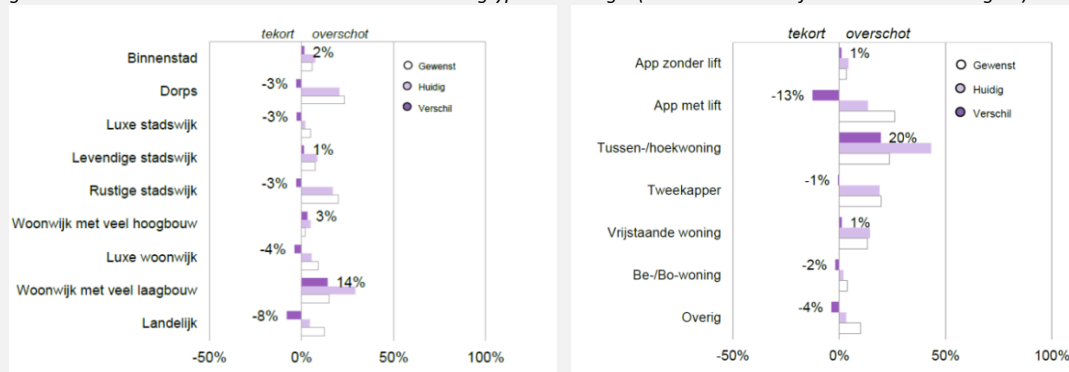 tekort overschot
Binnenstad
2%
Gewenst
Dorps
-3%
Huidig
Verschil
Luxe stadswijk
-3%
Levendige stadswijk
1%
Rustige stadswijk
-3%
Woonwijk met veel hoogbouw
3%
Luxe woonwijk
-4%
Woonwijk met veel laagbouw
14%
Landelijk
-8%
-50% 0% 50% 100%
tekort overschot
App zonder lift
1%
Gewenst
Huidig
Verschil
App met lift
-13%
Tussen-/hoekwoning
20%
Tweekapper
-1%
Vrijstaande woning
1%
Be-/Bo-woning
-2%
Overig
-4%
-50% 0% 50% 100%